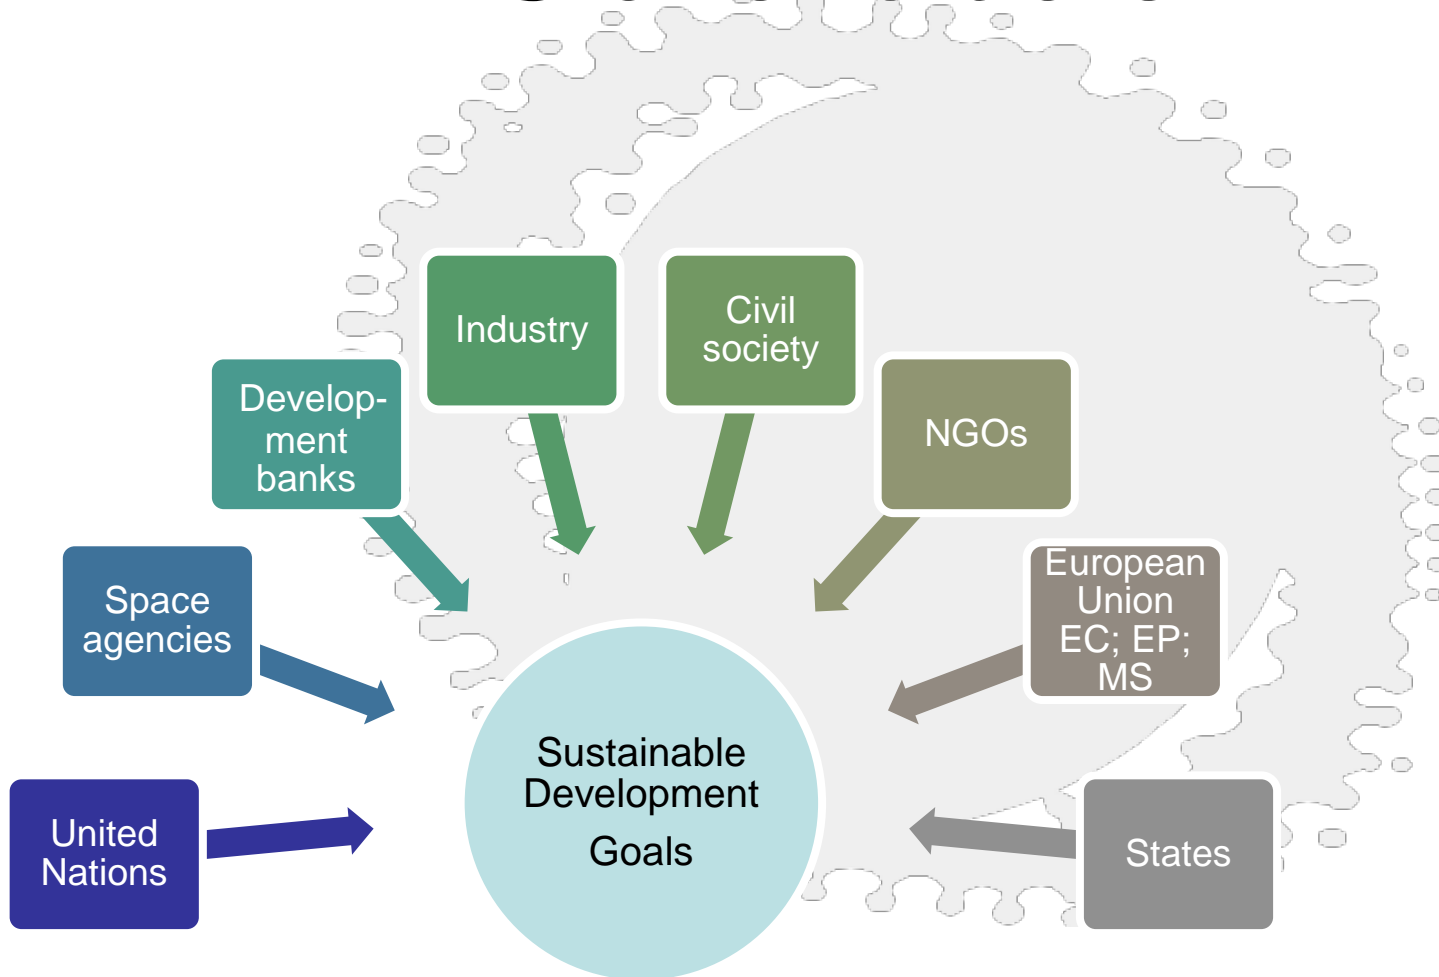 Industry
Civil
society
Develop-
ment
banks
NGOs
Space
agencies
European
Union
EC; EP;
MS
United
Nations
Sustainable
Development
Goals
States